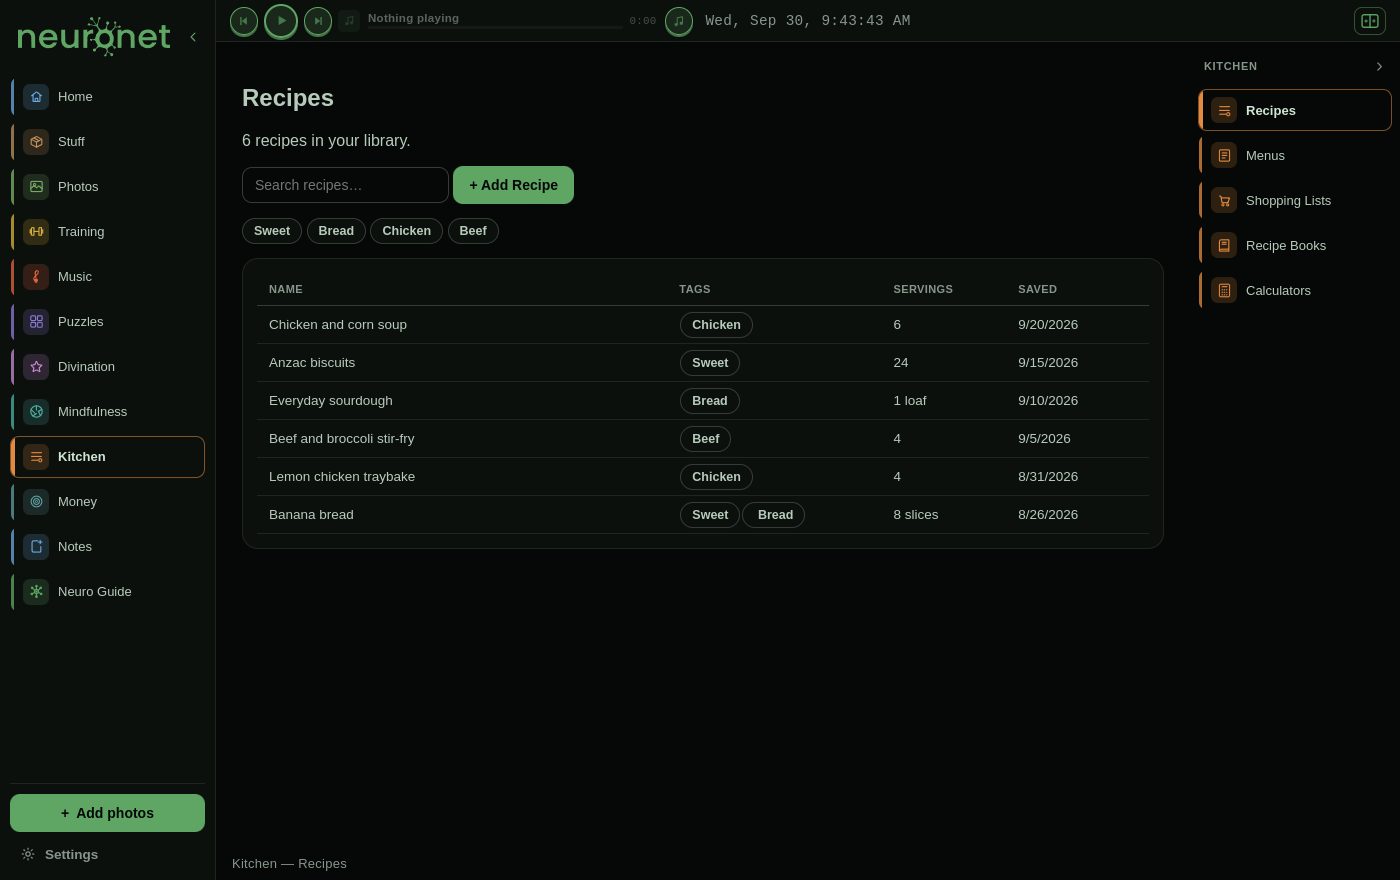 neuronet
Home
Stuff
Photos
Training
Music
Puzzles
Divination
Mindfulness
Kitchen
Money
Notes
Neuro Guide
+ Add photos
Settings
Nothing playing
0:00
Wed, Sep 30, 9:43:43 AM
Recipes
6 recipes in your library.
Search recipes…
+ Add Recipe
Sweet Bread Chicken Beef
NAME TAGS SERVINGS SAVED
Chicken and corn soup Chicken 6 9/20/2026
Anzac biscuits Sweet 24 9/15/2026
Everyday sourdough Bread 1 loaf 9/10/2026
Beef and broccoli stir-fry Beef 4 9/5/2026
Lemon chicken traybake Chicken 4 8/31/2026
Banana bread Sweet Bread 8 slices 8/26/2026
Kitchen — Recipes
KITCHEN
Recipes
Menus
Shopping Lists
Recipe Books
Calculators